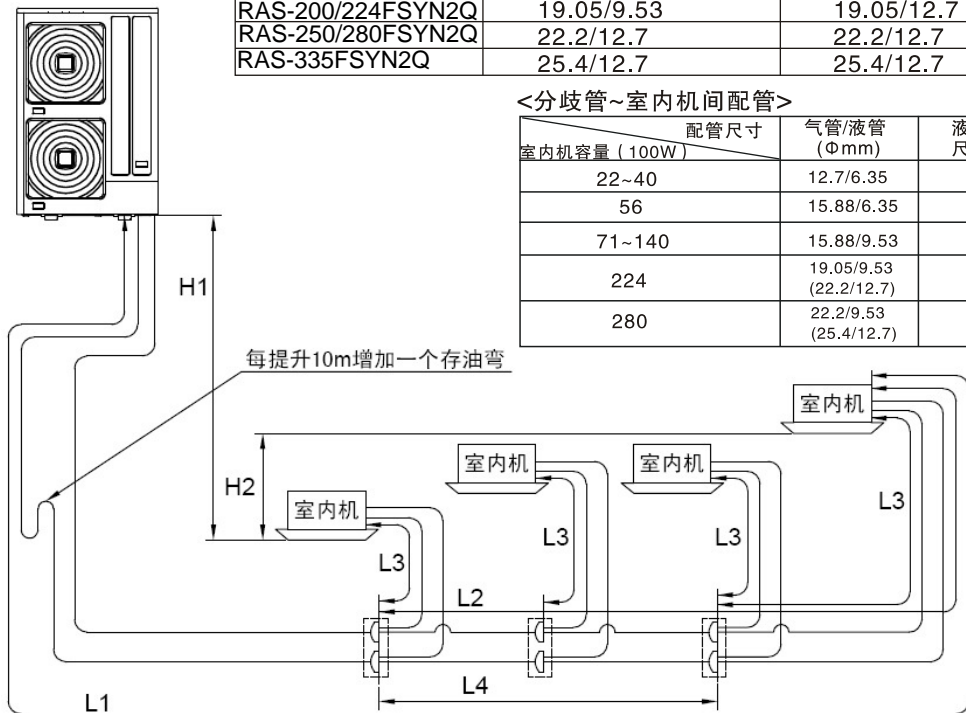 RAS-200/224FSYN2Q 19.05/9.53 19.05/12.7
RAS-250/280FSYN2Q 22.2/12.7 22.2/12.7
RAS-335FSYN2Q 25.4/12.7 25.4/12.7
<分歧管~室内机间配管>
配管尺寸 气管/液管 液
室内机容量（100W） (Φmm) 尺
22~40 12.7/6.35
56 15.88/6.35
71~140 15.88/9.53
224 19.05/9.53
(22.2/12.7)
280 22.2/9.53
(25.4/12.7)
H1
每提升10m增加一个存油弯
室内机
室内机 室内机
H2
室内机
L3
L3 L3
L3
L2
L4
L1